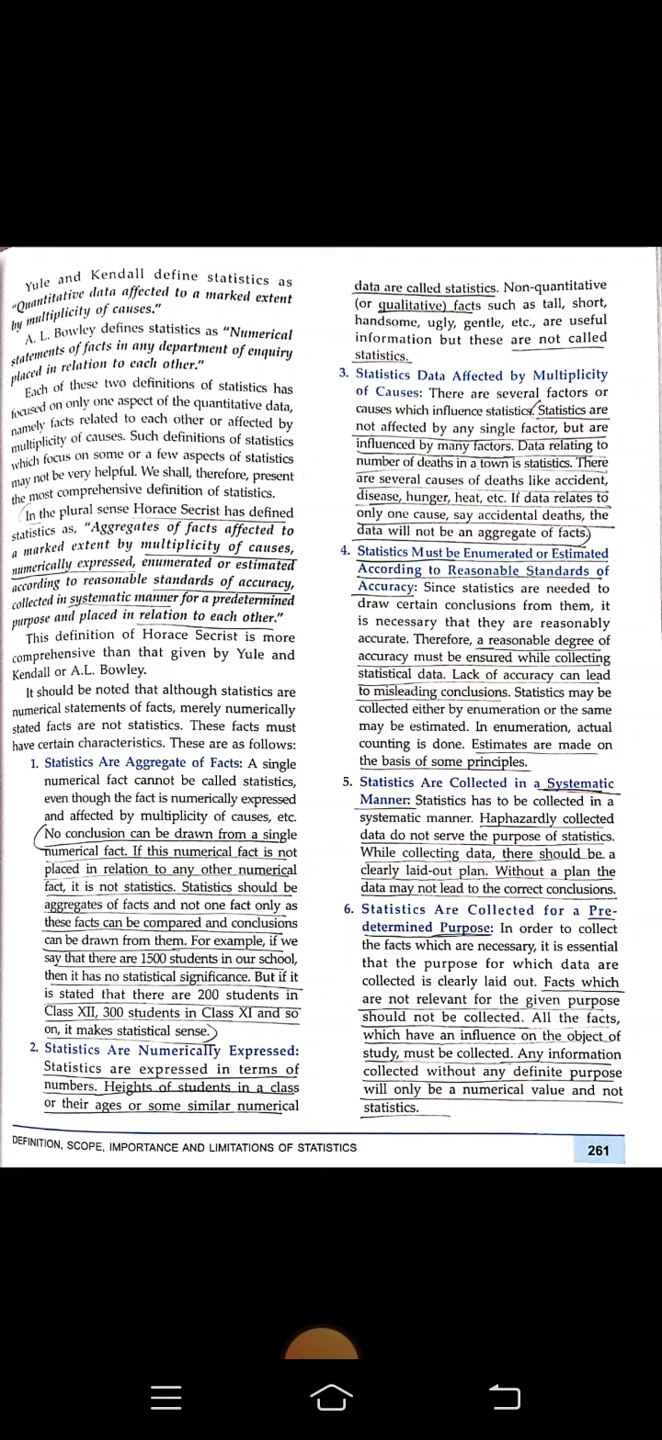 Yule and Kendall define statistics as
"Quantitative data affected to a marked extent
by multiplicity of causes."
A. L. Bowley defines statistics as "Numerical
statements of facts in any department of enquiry
placed in relation to each other."
Each of these two definitions of statistics has
focused on only one aspect of the quantitative data,
namely facts related to each other or affected by
multiplicity of causes. Such definitions of statistics
which focus on some or a few aspects of statistics
may not be very helpful. We shall, therefore, present
the most comprehensive definition of statistics.
In the plural sense Horace Secrist has defined
statistics as, "Aggregates of facts affected to
a marked extent by multiplicity of causes,
numerically expressed, enumerated or estimated
according to reasonable standards of accuracy,
collected in systematic manner for a predetermined
purpose and placed in relation to each other."
This definition of Horace Secrist is more
comprehensive than that given by Yule and
Kendall or A.L. Bowley.
It should be noted that although statistics are
numerical statements of facts, merely numerically
stated facts are not statistics. These facts must
have certain characteristics. These are as follows:
1. Statistics Are Aggregate of Facts: A single
numerical fact cannot be called statistics,
even though the fact is numerically expressed
and affected by multiplicity of causes, etc.
No conclusion can be drawn from a single
numerical fact. If this numerical fact is not
placed in relation to any other numerical
fact, it is not statistics. Statistics should be
aggregates of facts and not one fact only as
these facts can be compared and conclusions
can be drawn from them. For example, if we
say that there are 1500 students in our school,
then it has no statistical significance. But if it
is stated that there are 200 students in
Class XII, 300 students in Class XI and so
on, it makes statistical sense.
2. Statistics Are Numerically Expressed:
Statistics are expressed in terms of
numbers. Heights of students in a class
or their ages or some similar numerical
data are called statistics. Non-quantitative
(or qualitative) facts such as tall, short,
handsome, ugly, gentle, etc., are useful
information but these are not called
statistics.
3. Statistics Data Affected by Multiplicity
of Causes: There are several factors or
causes which influence statistics. Statistics are
not affected by any single factor, but are
influenced by many factors. Data relating to
number of deaths in a town is statistics. There
are several causes of deaths like accident,
disease, hunger, heat, etc. If data relates to
only one cause, say accidental deaths, the
data will not be an aggregate of facts.
4. Statistics Must be Enumerated or Estimated
According to Reasonable Standards of
Accuracy: Since statistics are needed to
draw certain conclusions from them, it
is necessary that they are reasonably
accurate. Therefore, a reasonable degree of
accuracy must be ensured while collecting
statistical data. Lack of accuracy can lead
to misleading conclusions. Statistics may be
collected either by enumeration or the same
may be estimated. In enumeration, actual
counting is done. Estimates are made on
the basis of some principles.
5. Statistics Are Collected in a Systematic
Manner: Statistics has to be collected in a
systematic manner. Haphazardly collected
data do not serve the purpose of statistics.
While collecting data, there should be a
clearly laid-out plan. Without a plan the
data may not lead to the correct conclusions.
6. Statistics Are Collected for a Pre-
determined Purpose: In order to collect
the facts which are necessary, it is essential
that the purpose for which data are
collected is clearly laid out. Facts which
are not relevant for the given purpose
should not be collected. All the facts,
which have an influence on the object of
study, must be collected. Any information
collected without any definite purpose
will only be a numerical value and not
statistics.
DEFINITION, SCOPE, IMPORTANCE AND LIMITATIONS OF STATISTICS
261